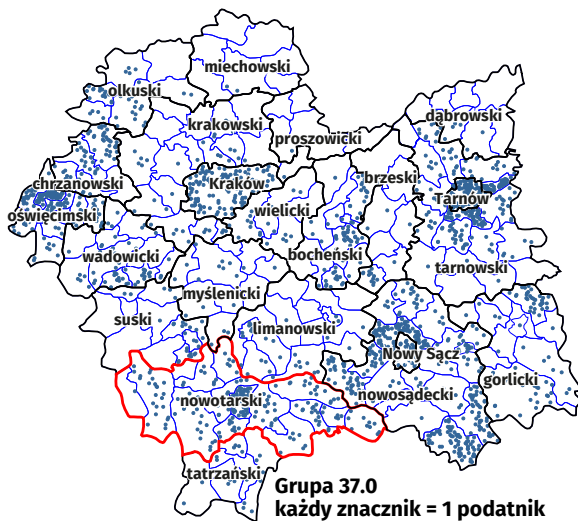 miechowski
olkuski
krakówski
dąbrowski
proszowicki
chrzanowski
Kraków
brzeski
Tarnów
oświęcimski
wielicki
wadowicki
bocheński
tarnowski
myślenicki
suski
limanowski
Nowy Sącz
nowotarski
nowosądecki
gorlicki
tatrzański
Grupa 37.0
każdy znacznik = 1 podatnik